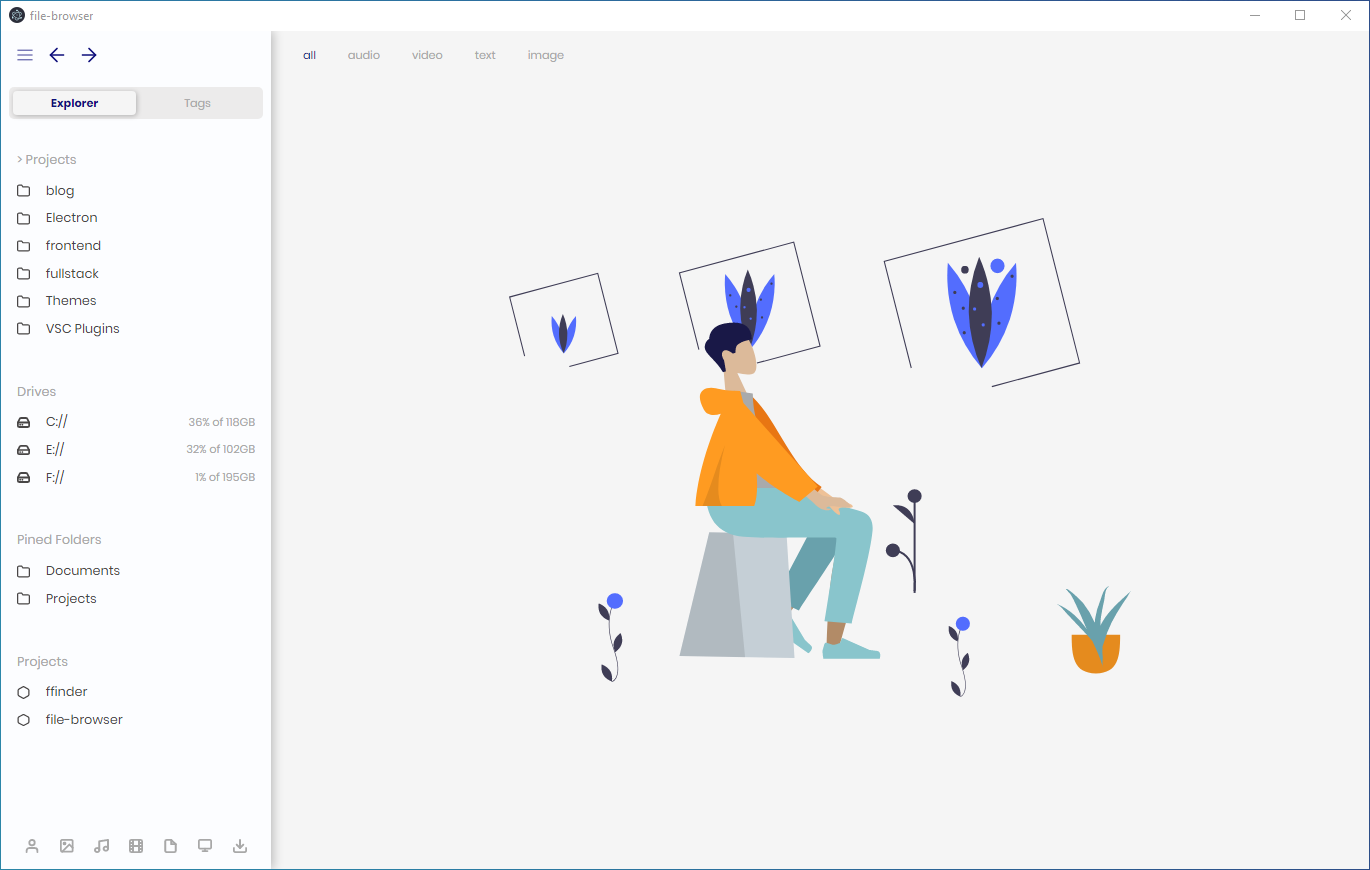 file-browser
all audio video text image
Explorer Tags
> Projects
blog
Electron
frontend
fullstack
Themes
VSC Plugins
Drives
C:// 36% of 118GB
E:// 32% of 102GB
F:// 1% of 195GB
Pined Folders
Documents
Projects
Projects
ffinder
file-browser